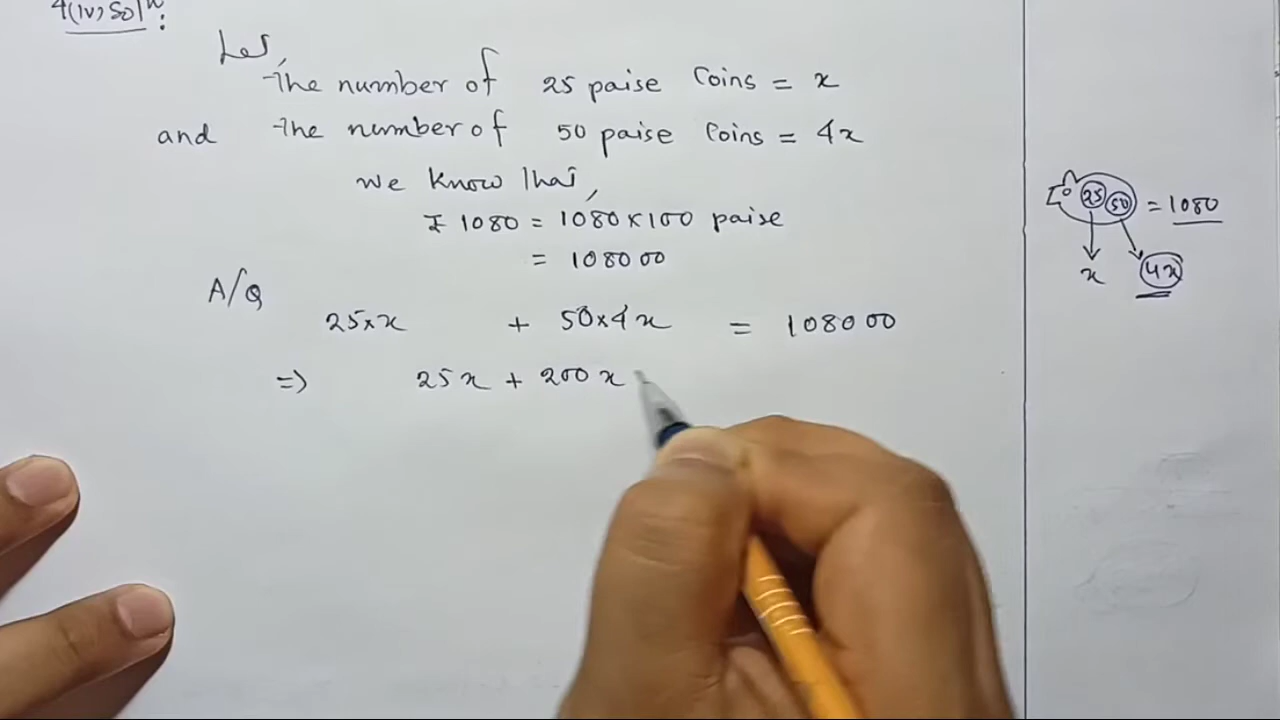 4(iv) Solⁿ:
Let,
The number of 25 paise Coins = x
and The number of 50 paise Coins = 4x
We Know That,
₹ 1080 = 1080×100 paise
= 108000
A/Q
25×x + 50×4x = 108000
=> 25x + 200x
25 50 = 1080
x 4x